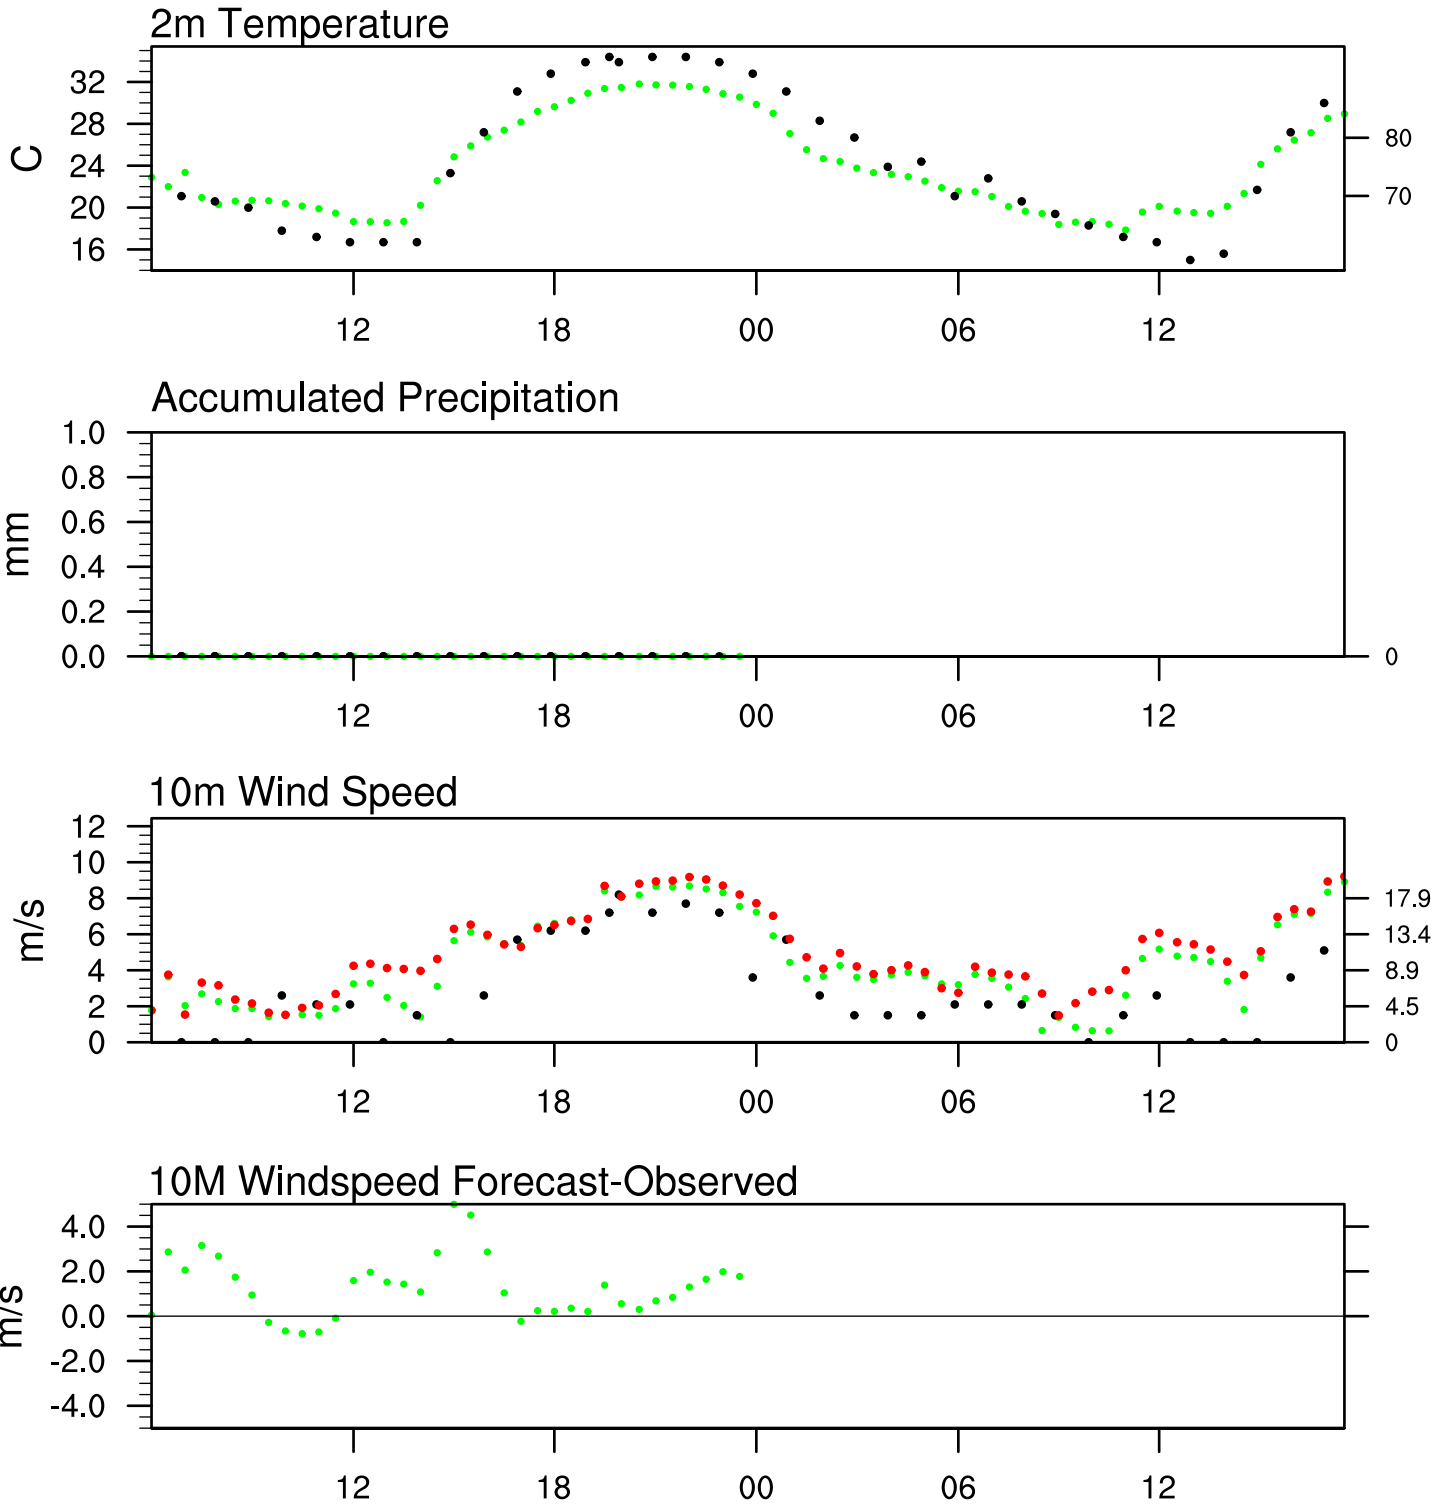 2m Temperature
C
32
28
24
20
16
80
70
12 18 00 06 12
Accumulated Precipitation
mm
1.0
0.8
0.6
0.4
0.2
0.0
0
12 18 00 06 12
10m Wind Speed
m/s
12
10
8
6
4
2
0
17.9
13.4
8.9
4.5
0
12 18 00 06 12
10M Windspeed Forecast-Observed
m/s
4.0
2.0
0.0
-2.0
-4.0
12 18 00 06 12